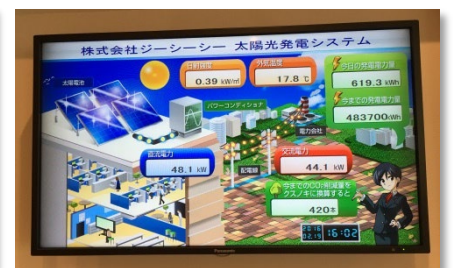 株式会社ジーシーシー 太陽光発電システム
日射強度
0.39 kW/㎡
外気温度
17.8 ℃
今日の発電電力量
619.3 kWh
今までの発電電力量
483700kWh
太陽電池
パワーコンディショナ
電力会社
直流電力
48.1 kW
配電線
交流電力
44.1 kW
今までのCO₂削減量を
クスノキに換算すると
420本
2016
02.19
16:02
Panasonic